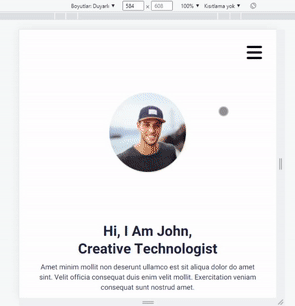 Boyutları: Duyarlı ▼ 584 × 608 100% ▼ Kısıtlama yok ▼
Hi, I Am John,
Creative Technologist
Amet minim mollit non deserunt ullamco est sit aliqua dolor do amet
sint. Velit officia consequat duis enim velit mollit. Exercitation veniam
consequat sunt nostrud amet.